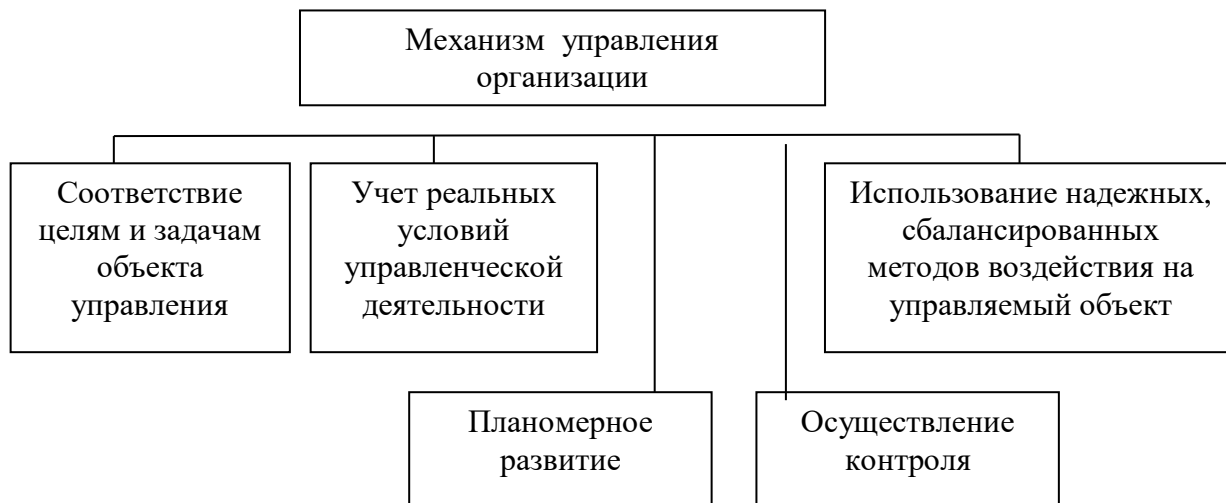 Механизм управления
организации
Соответствие
целям и задачам
объекта
управления
Учет реальных
условий
управленческой
деятельности
Использование надежных,
сбалансированных
методов воздействия на
управляемый объект
Планомерное
развитие
Осуществление
контроля